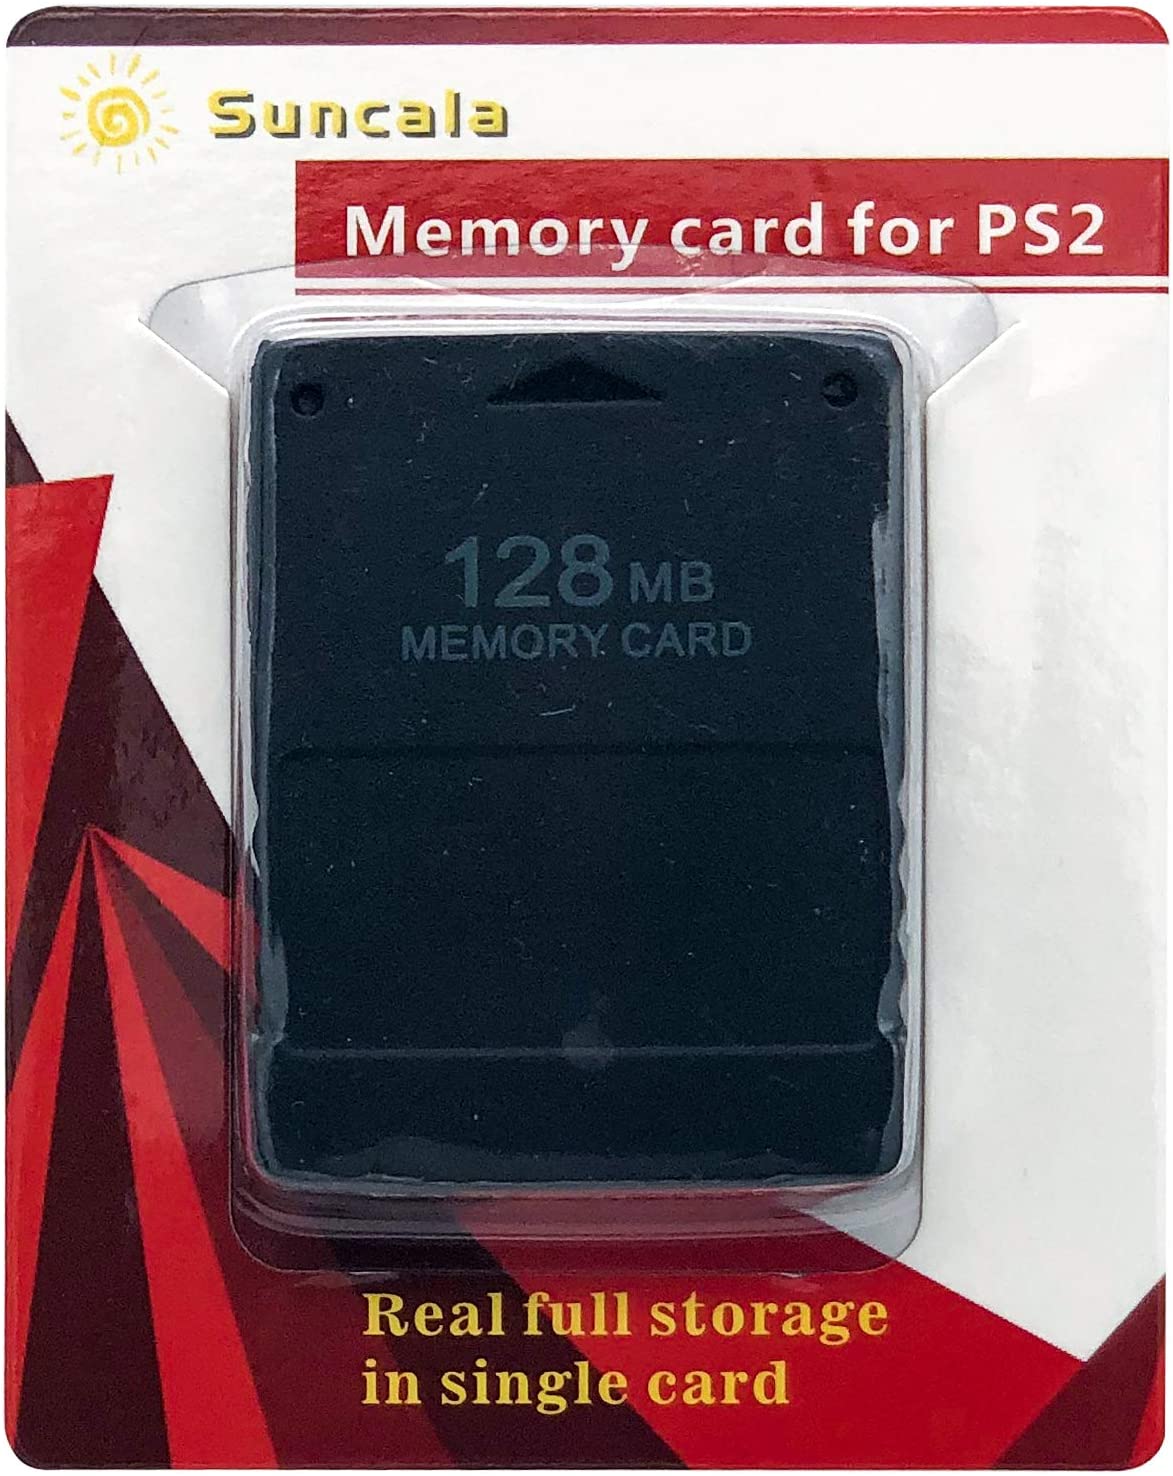 Suncala
Memory card for PS2
128 MB
MEMORY CARD
Real full storage
in single card